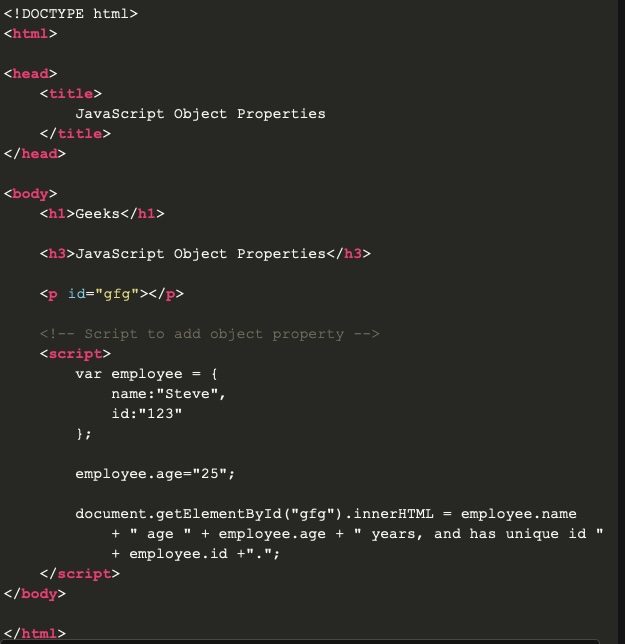 <!DOCTYPE html>
<html>
<head>
<title>
JavaScript Object Properties
</title>
</head>
<body>
<h1>Geeks</h1>
<h3>JavaScript Object Properties</h3>
<p id="gfg"></p>
<!-- Script to add object property -->
<script>
var employee = {
name:"Steve",
id:"123"
};
employee.age="25";
document.getElementById("gfg").innerHTML = employee.name
+ " age " + employee.age + " years, and has unique id "
+ employee.id +".";
</script>
</body>
</html>